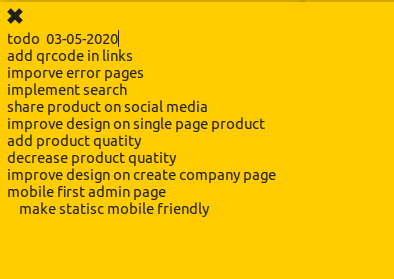 todo  03-05-2020
add qrcode in links
imporve error pages
implement search
share product on social media
improve design on single page product
add product quatity
decrease product quatity
improve design on create company page
mobile first admin page
   make statisc mobile friendly